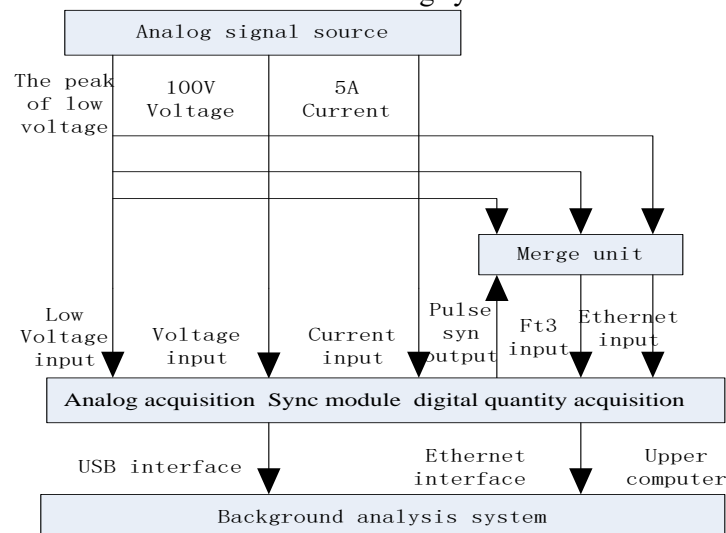 Analog signal source
The peak
of low
voltage
100V
Voltage
5A
Current
Merge unit
Low
Voltage
input
Voltage
input
Current
input
Pulse
syn
output
Ft3
input
Ethernet
input
Analog acquisition Sync module digital quantity acquisition
USB interface
Ethernet
interface
Upper
computer
Background analysis system